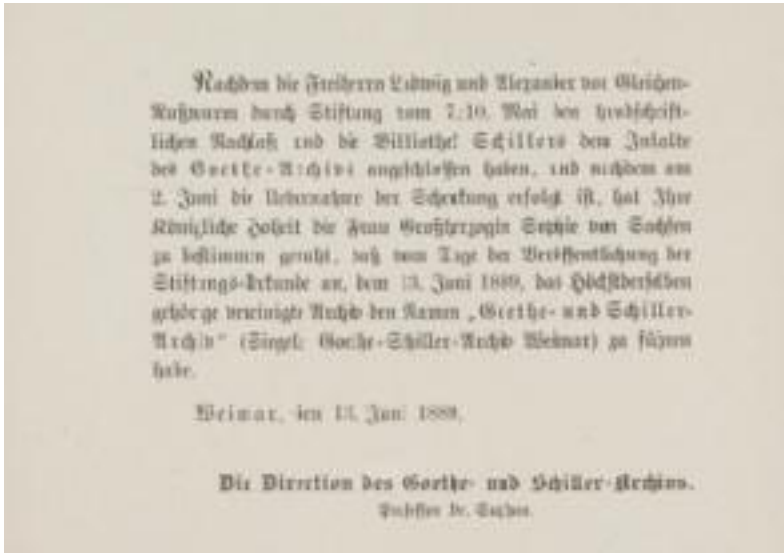 Nachdem die Freiherrn Ludwig und Alexander von Gleichen-
Rußwurm durch Stiftung vom 7./10. Mai den handschrift-
lichen Nachlaß und die Bibliothek Schillers dem Inhalte
des Goethe-Archivs angeschlossen haben, und nachdem am
2. Juni die Uebernahme der Schenkung erfolgt ist, hat Ihre
Königliche Hoheit die Frau Großherzogin Sophie von Sachsen
zu bestimmen geruht, daß vom Tage der Veröffentlichung der
Stiftungs-Urkunde an, dem 13. Juni 1889, das Höchstderselben
gehörige vereinigte Archiv den Namen „Goethe- und Schiller-
Archiv“ (Siegel: Goethe-Schiller-Archiv Weimar) zu führen
habe.
Weimar, den 13. Juni 1889.
Die Direction des Goethe- und Schiller-Archivs.
Professor Dr. Suphan.